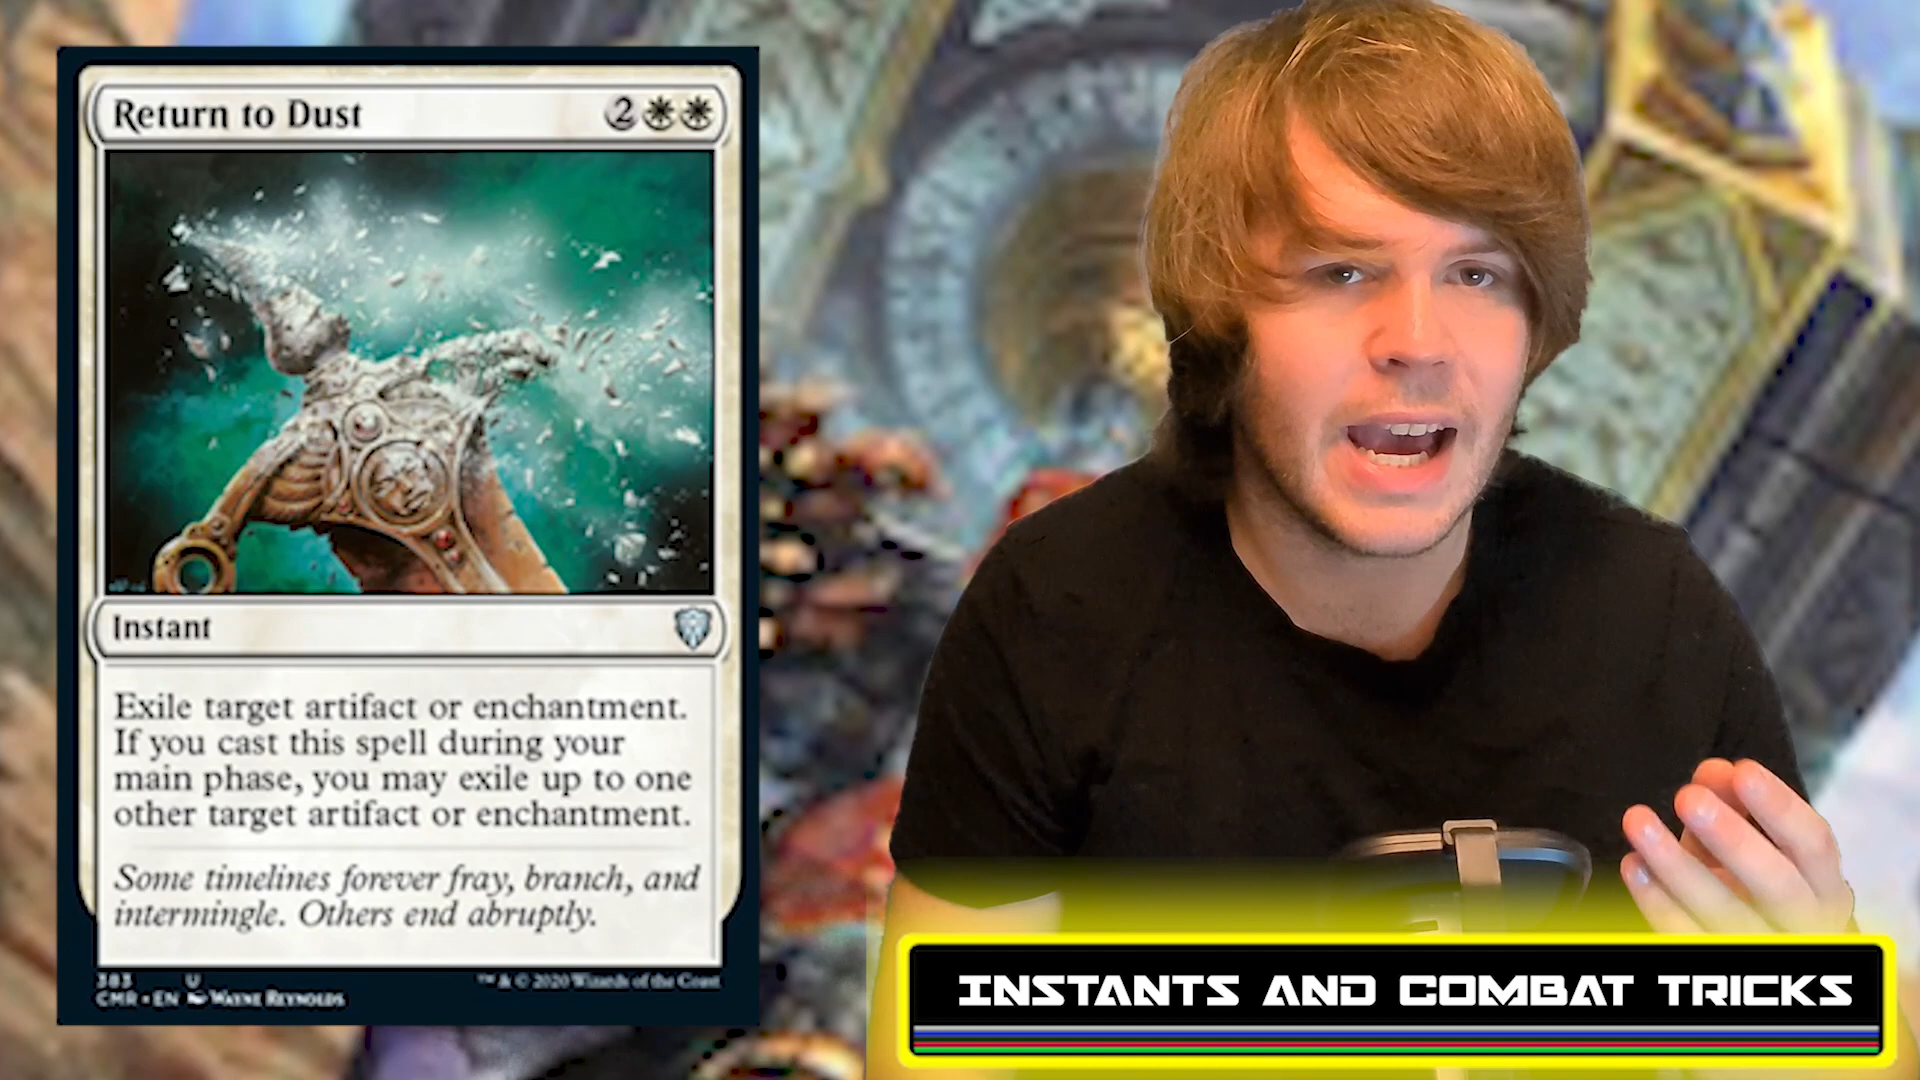 Return to Dust 2
Instant
Exile target artifact or enchantment.
If you cast this spell during your
main phase, you may exile up to one
other target artifact or enchantment.
Some timelines forever fray, branch, and
intermingle. Others end abruptly.
383 U
™ & © 2020 Wizards of the Coast
CMR • EN Wayne Reynolds
INSTANTS AND COMBAT TRICKS